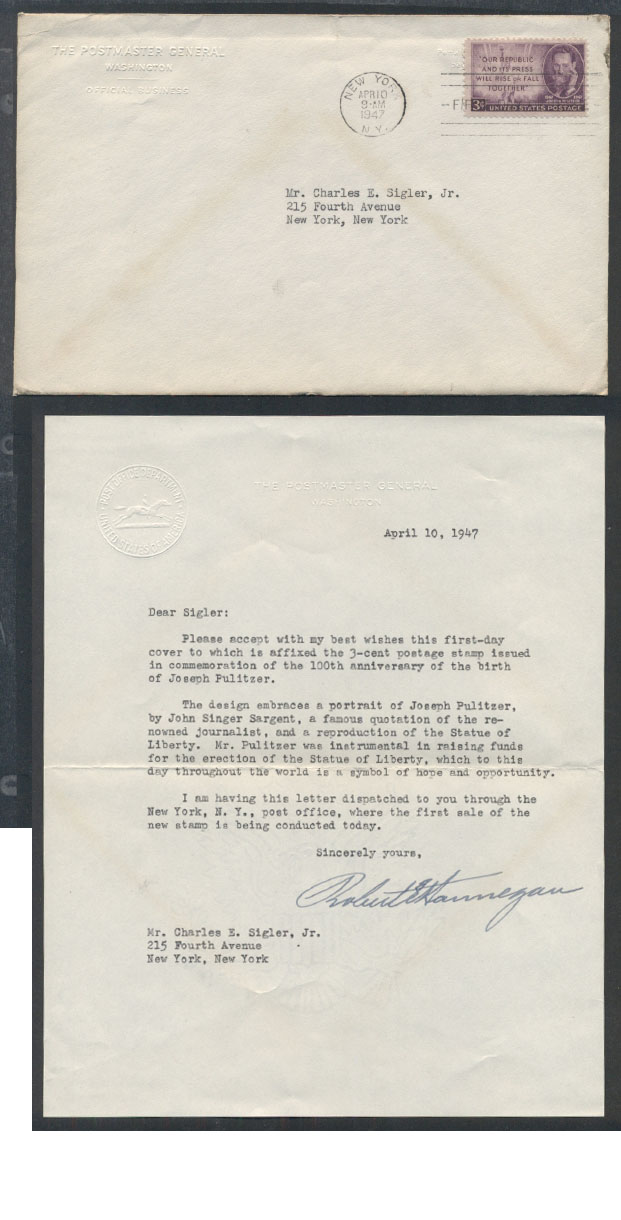 THE POSTMASTER GENERAL
WASHINGTON
OFFICIAL BUSINESS
NEW YORK
APR 10
9-AM
1947
N.Y.
"OUR REPUBLIC
AND ITS PRESS
WILL RISE OR FALL
TOGETHER"
3¢ UNITED STATES POSTAGE
Mr. Charles E. Sigler, Jr.
215 Fourth Avenue
New York, New York
POST OFFICE DEPARTMENT
UNITED STATES OF AMERICA
THE POSTMASTER GENERAL
WASHINGTON
April 10, 1947
Dear Sigler:
Please accept with my best wishes this first-day
cover to which is affixed the 3-cent postage stamp issued
in commemoration of the 100th anniversary of the birth
of Joseph Pulitzer.
The design embraces a portrait of Joseph Pulitzer,
by John Singer Sargent, a famous quotation of the re-
nowned journalist, and a reproduction of the Statue of
Liberty. Mr. Pulitzer was instrumental in raising funds
for the erection of the Statue of Liberty, which to this
day throughout the world is a symbol of hope and opportunity.
I am having this letter dispatched to you through the
New York, N. Y., post office, where the first sale of the
new stamp is being conducted today.
Sincerely yours,
Robert E Hannegan
Mr. Charles E. Sigler, Jr.
215 Fourth Avenue
New York, New York